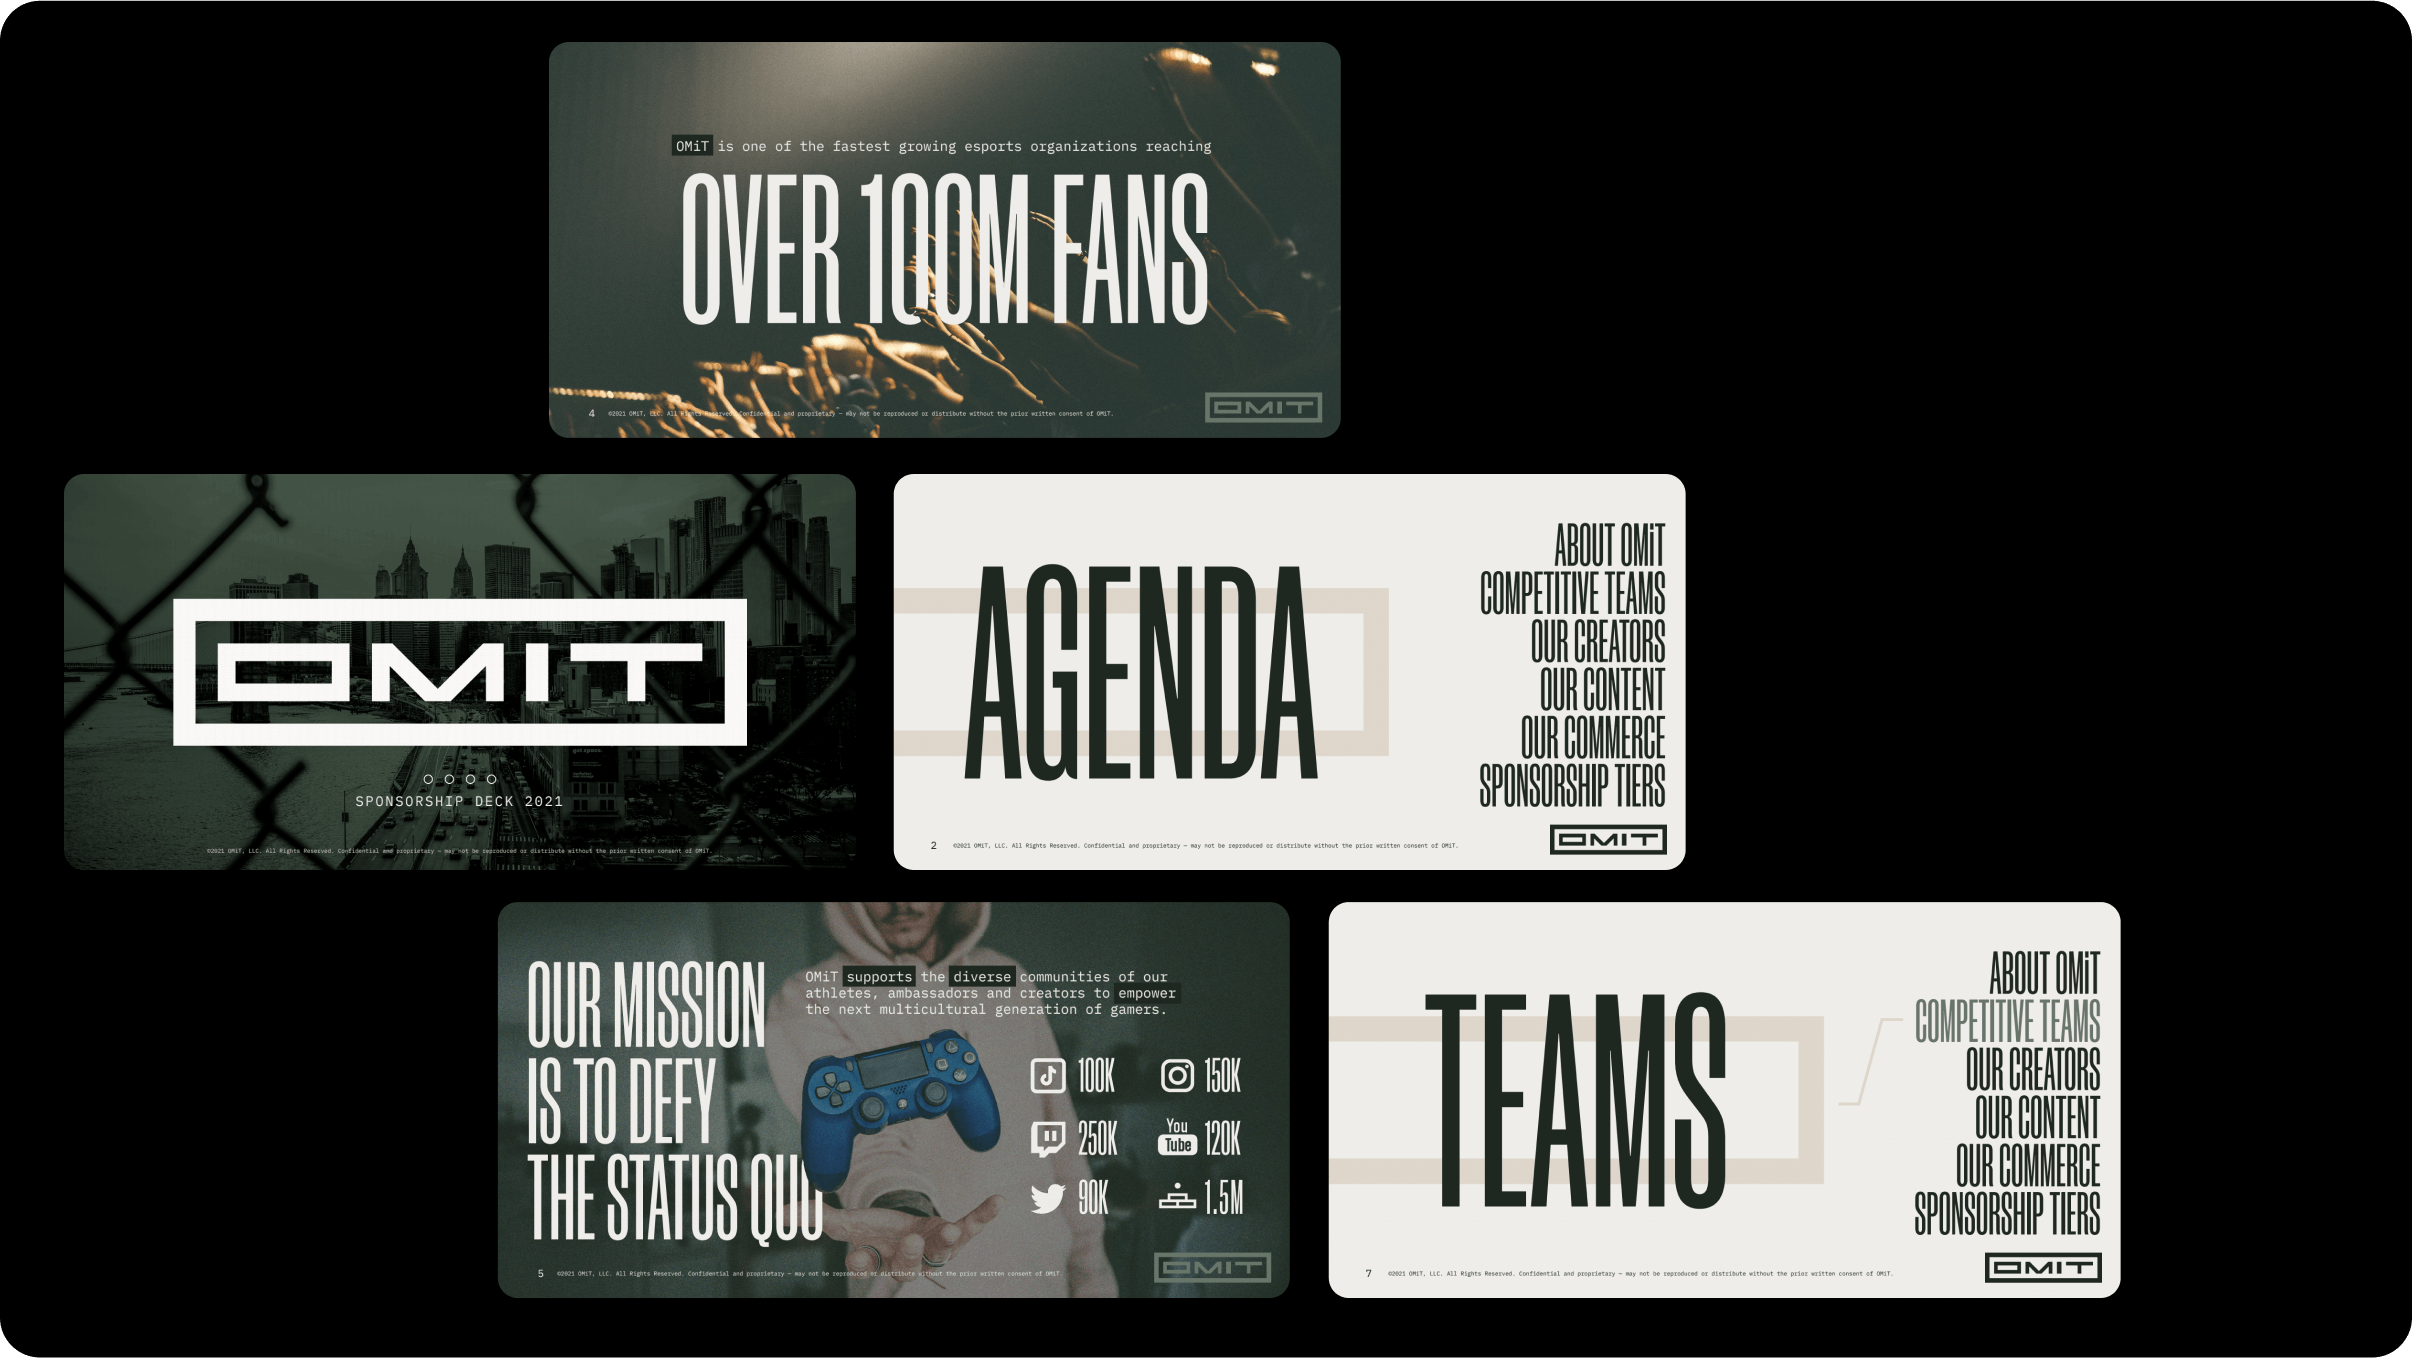 OMiT is one of the fastest growing esports organizations reaching
OVER 100M FANS
4 ©2021 OMiT, LLC. All Rights Reserved. Confidential and proprietary — may not be reproduced or distribute without the prior written consent of OMiT.
OMIT
OMIT
SPONSORSHIP DECK 2021
©2021 OMiT, LLC. All Rights Reserved. Confidential and proprietary — may not be reproduced or distribute without the prior written consent of OMiT.
AGENDA
ABOUT OMiT
COMPETITIVE TEAMS
OUR CREATORS
OUR CONTENT
OUR COMMERCE
SPONSORSHIP TIERS
2 ©2021 OMiT, LLC. All Rights Reserved. Confidential and proprietary — may not be reproduced or distribute without the prior written consent of OMiT.
OMIT
OUR MISSION
IS TO DEFY
THE STATUS QUO
OMiT supports the diverse communities of our
athletes, ambassadors and creators to empower
the next multicultural generation of gamers.
100K 150K
250K You Tube 120K
90K 1.5M
5 ©2021 OMiT, LLC. All Rights Reserved. Confidential and proprietary — may not be reproduced or distribute without the prior written consent of OMiT.
OMIT
TEAMS
ABOUT OMiT
COMPETITIVE TEAMS
OUR CREATORS
OUR CONTENT
OUR COMMERCE
SPONSORSHIP TIERS
7 ©2021 OMiT, LLC. All Rights Reserved. Confidential and proprietary — may not be reproduced or distribute without the prior written consent of OMiT.
OMIT